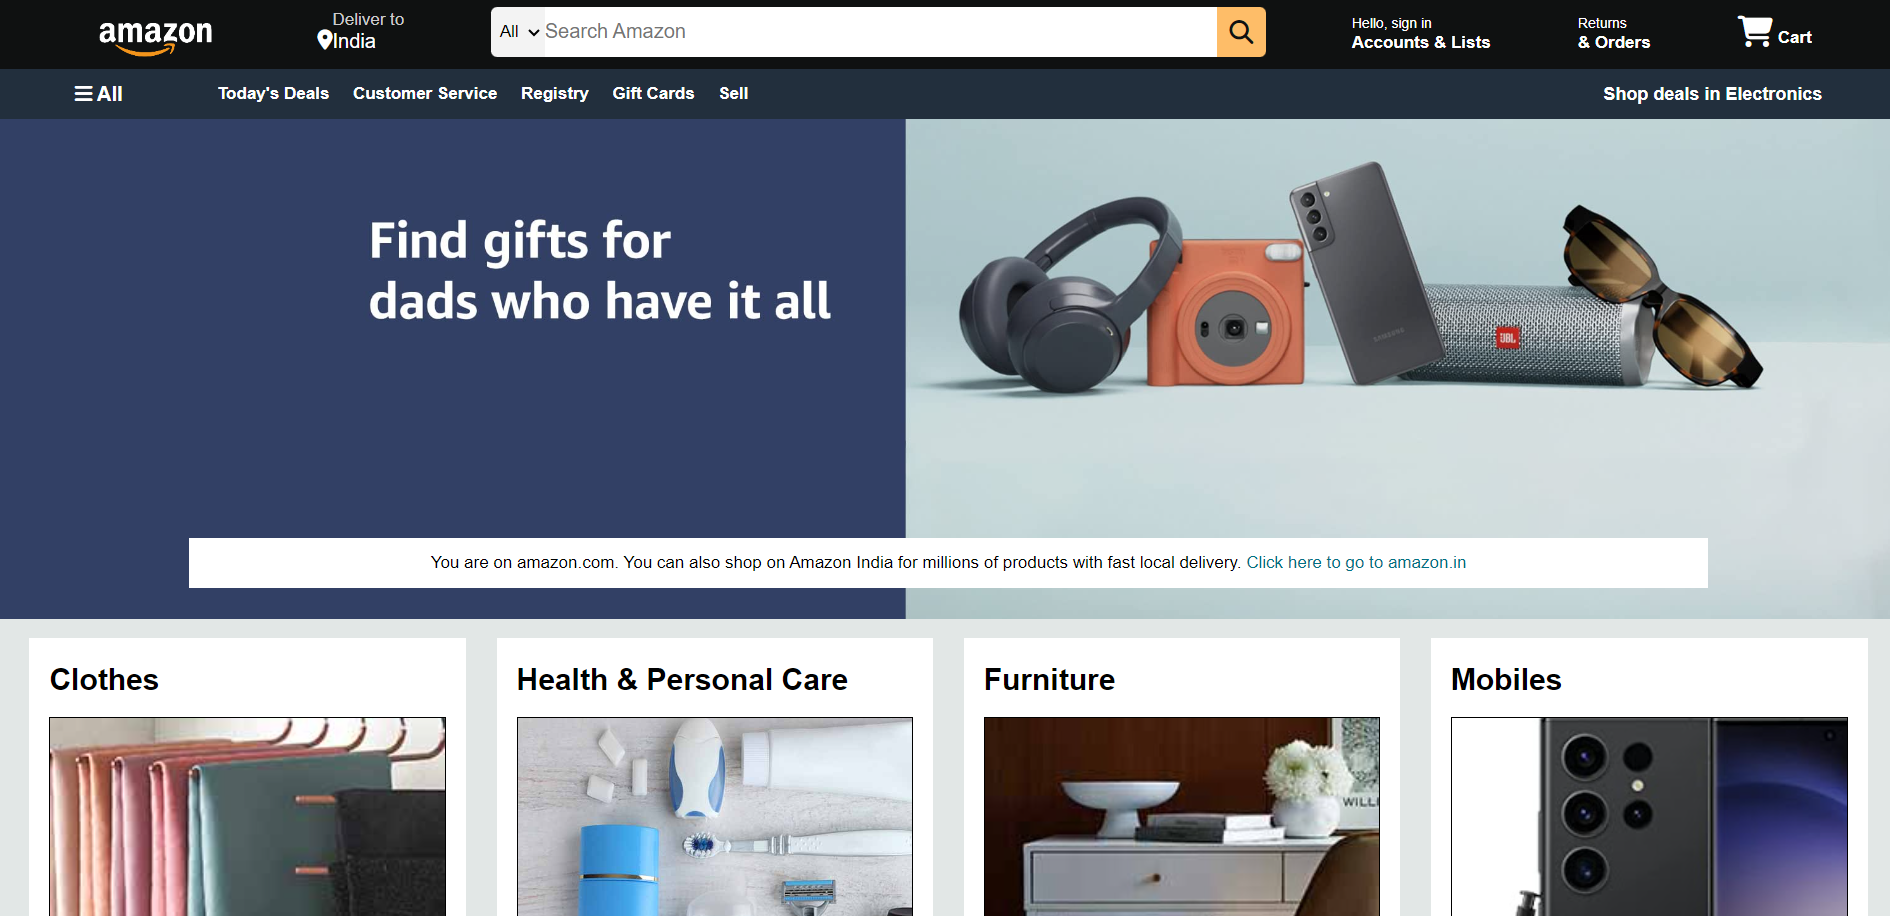 amazon
Deliver to
India
All
Search Amazon
Hello, sign in
Accounts & Lists
Returns
& Orders
Cart
All
Today's Deals
Customer Service
Registry
Gift Cards
Sell
Shop deals in Electronics
Find gifts for
dads who have it all
SAMSUNG
JBL
You are on amazon.com. You can also shop on Amazon India for millions of products with fast local delivery. Click here to go to amazon.in
Clothes
Health & Personal Care
Furniture
Mobiles
WILL